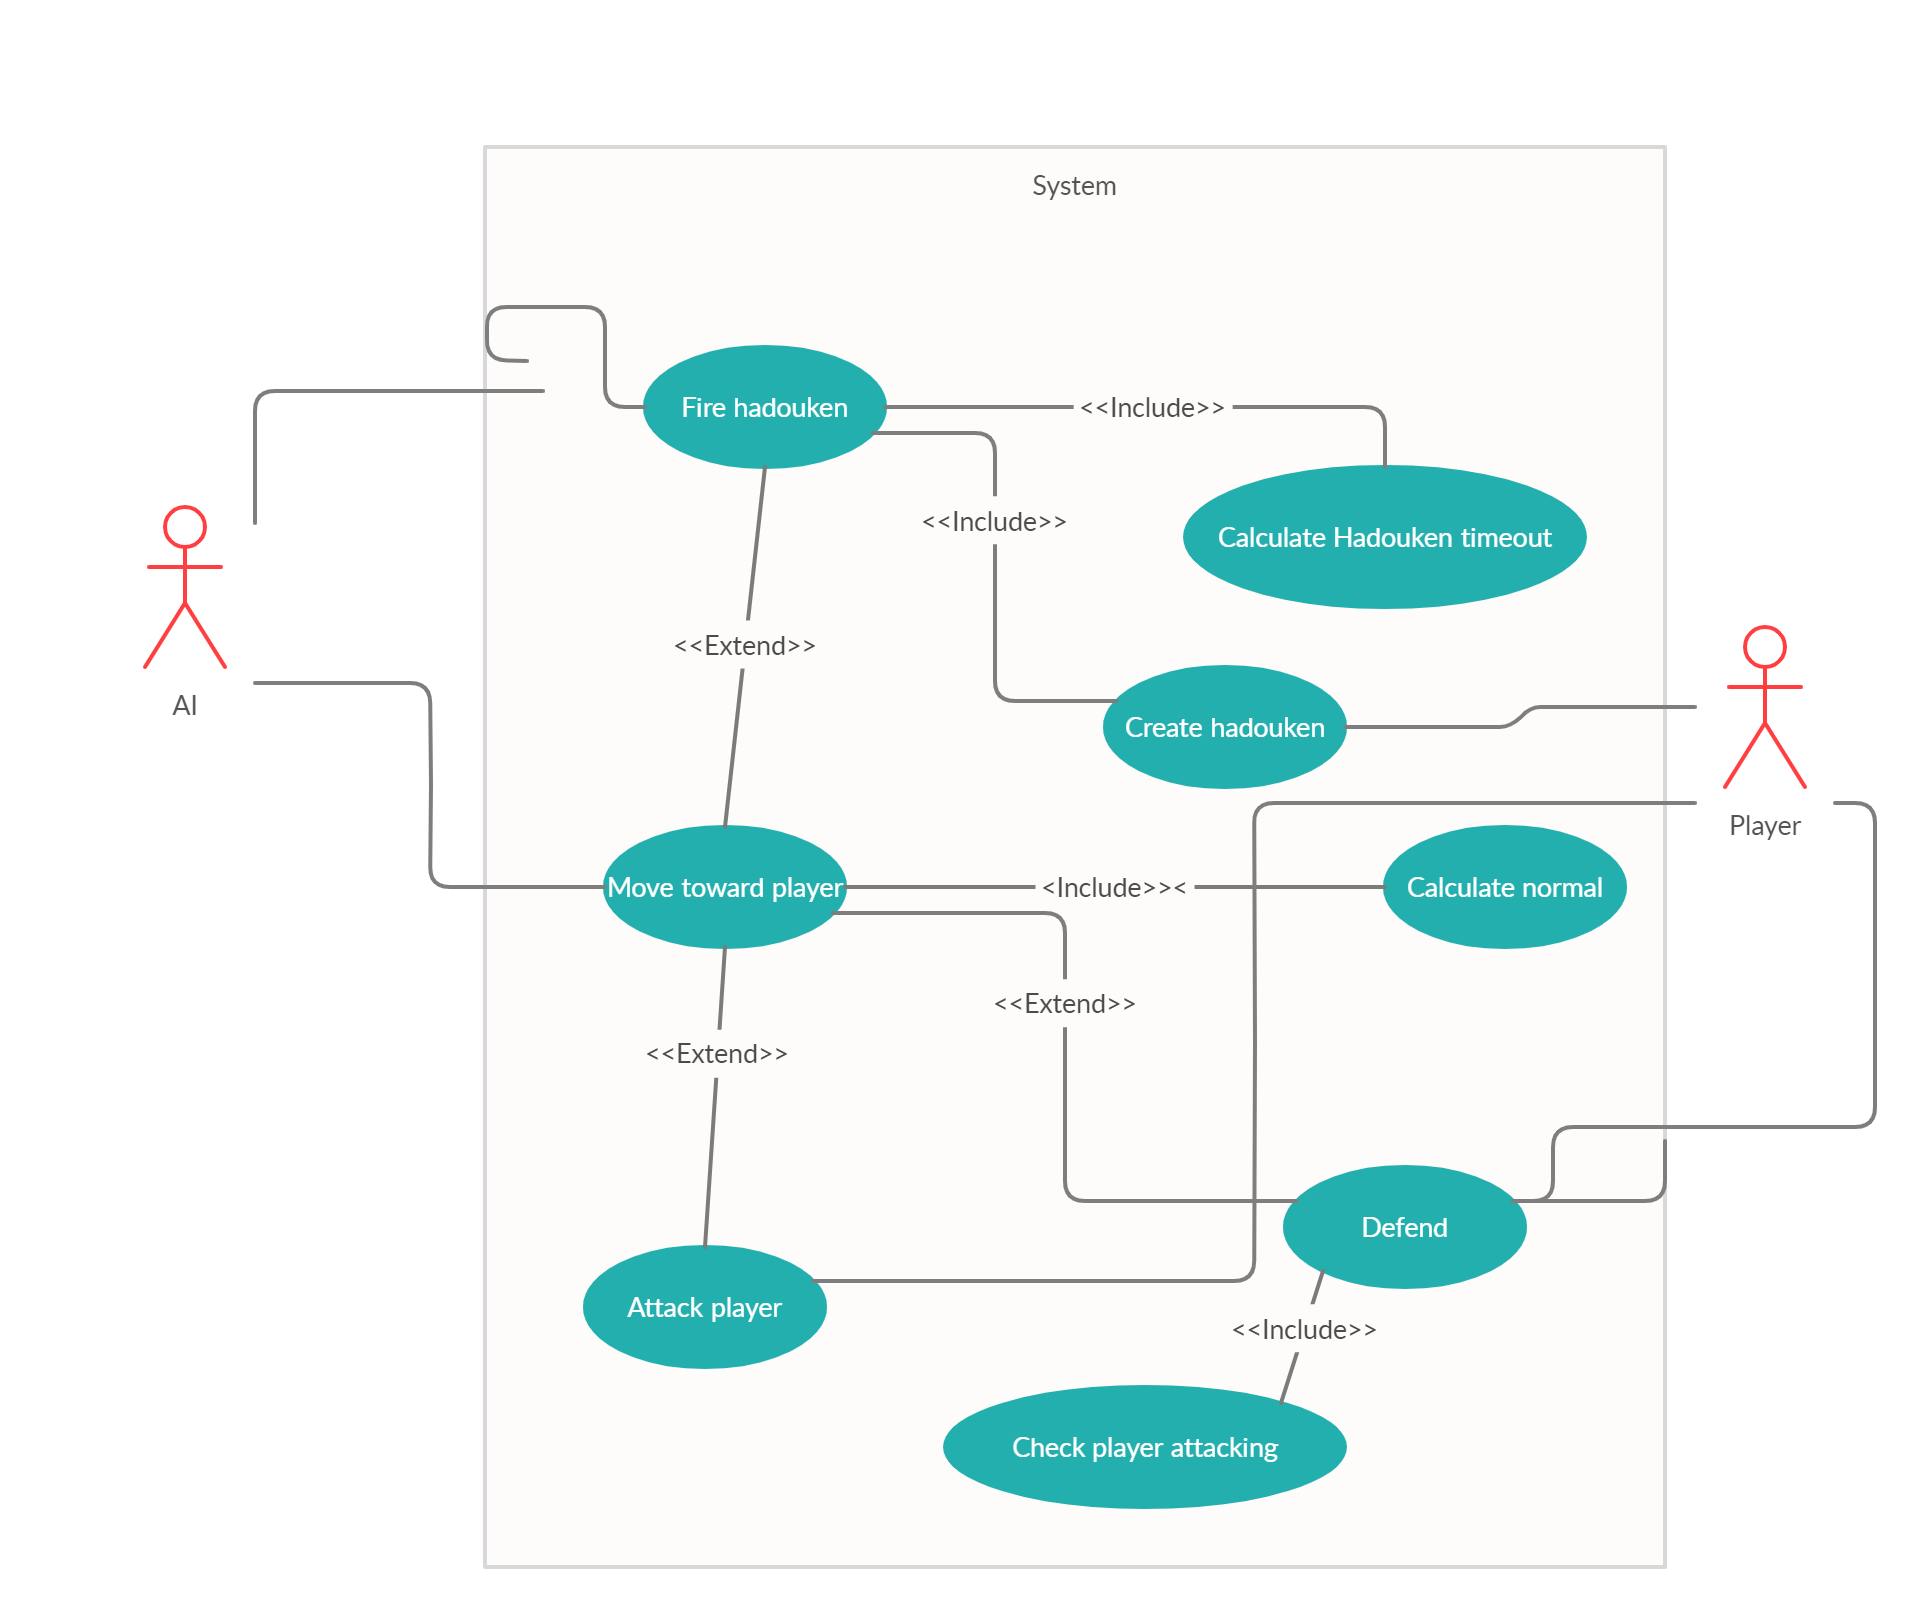 System
Fire hadouken
<<Include>>
<<Include>>
Calculate Hadouken timeout
<<Extend>>
AI
Create hadouken
Player
Move toward player
<Include>><
Calculate normal
<<Extend>>
<<Extend>>
Defend
Attack player
<<Include>>
Check player attacking